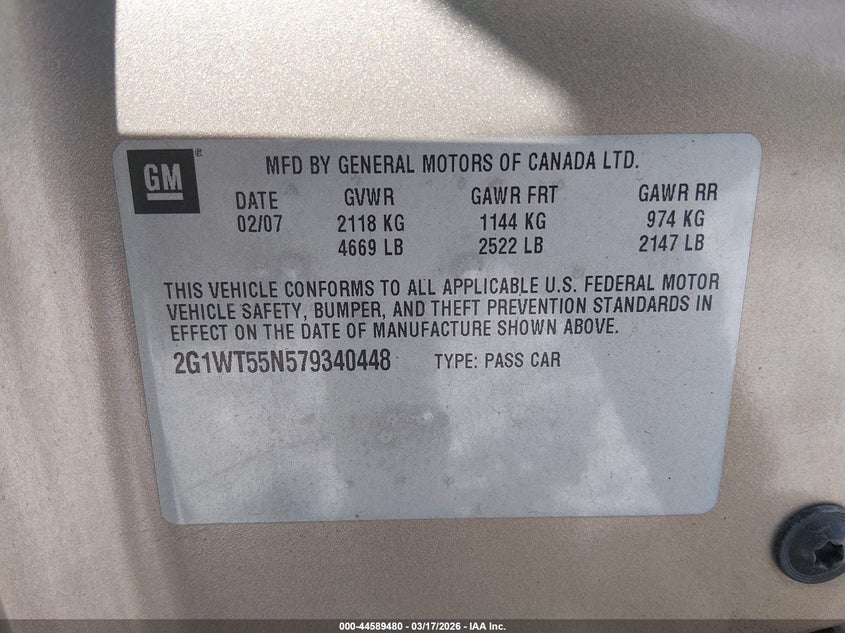 GM®
MFD BY GENERAL MOTORS OF CANADA LTD.
DATE GVWR GAWR FRT GAWR RR
02/07 2118 KG 1144 KG 974 KG
4669 LB 2522 LB 2147 LB
THIS VEHICLE CONFORMS TO ALL APPLICABLE U.S. FEDERAL MOTOR
VEHICLE SAFETY, BUMPER, AND THEFT PREVENTION STANDARDS IN
EFFECT ON THE DATE OF MANUFACTURE SHOWN ABOVE.
2G1WT55N579340448 TYPE: PASS CAR
000-44589480 — 03/17/2026 — IAA Inc.